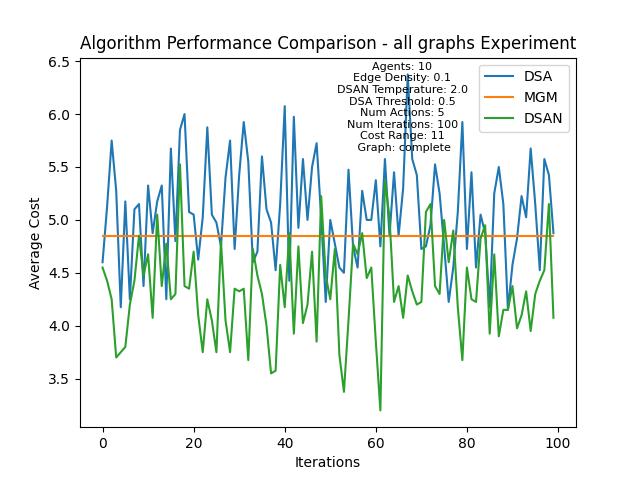 Algorithm Performance Comparison - all graphs Experiment
Agents: 10
Edge Density: 0.1
DSAN Temperature: 2.0
DSA Threshold: 0.5
Num Actions: 5
Num Iterations: 100
Cost Range: 11
Graph: complete
DSA
MGM
DSAN
6.5
6.0
5.5
5.0
4.5
4.0
3.5
Average Cost
0 20 40 60 80 100
Iterations